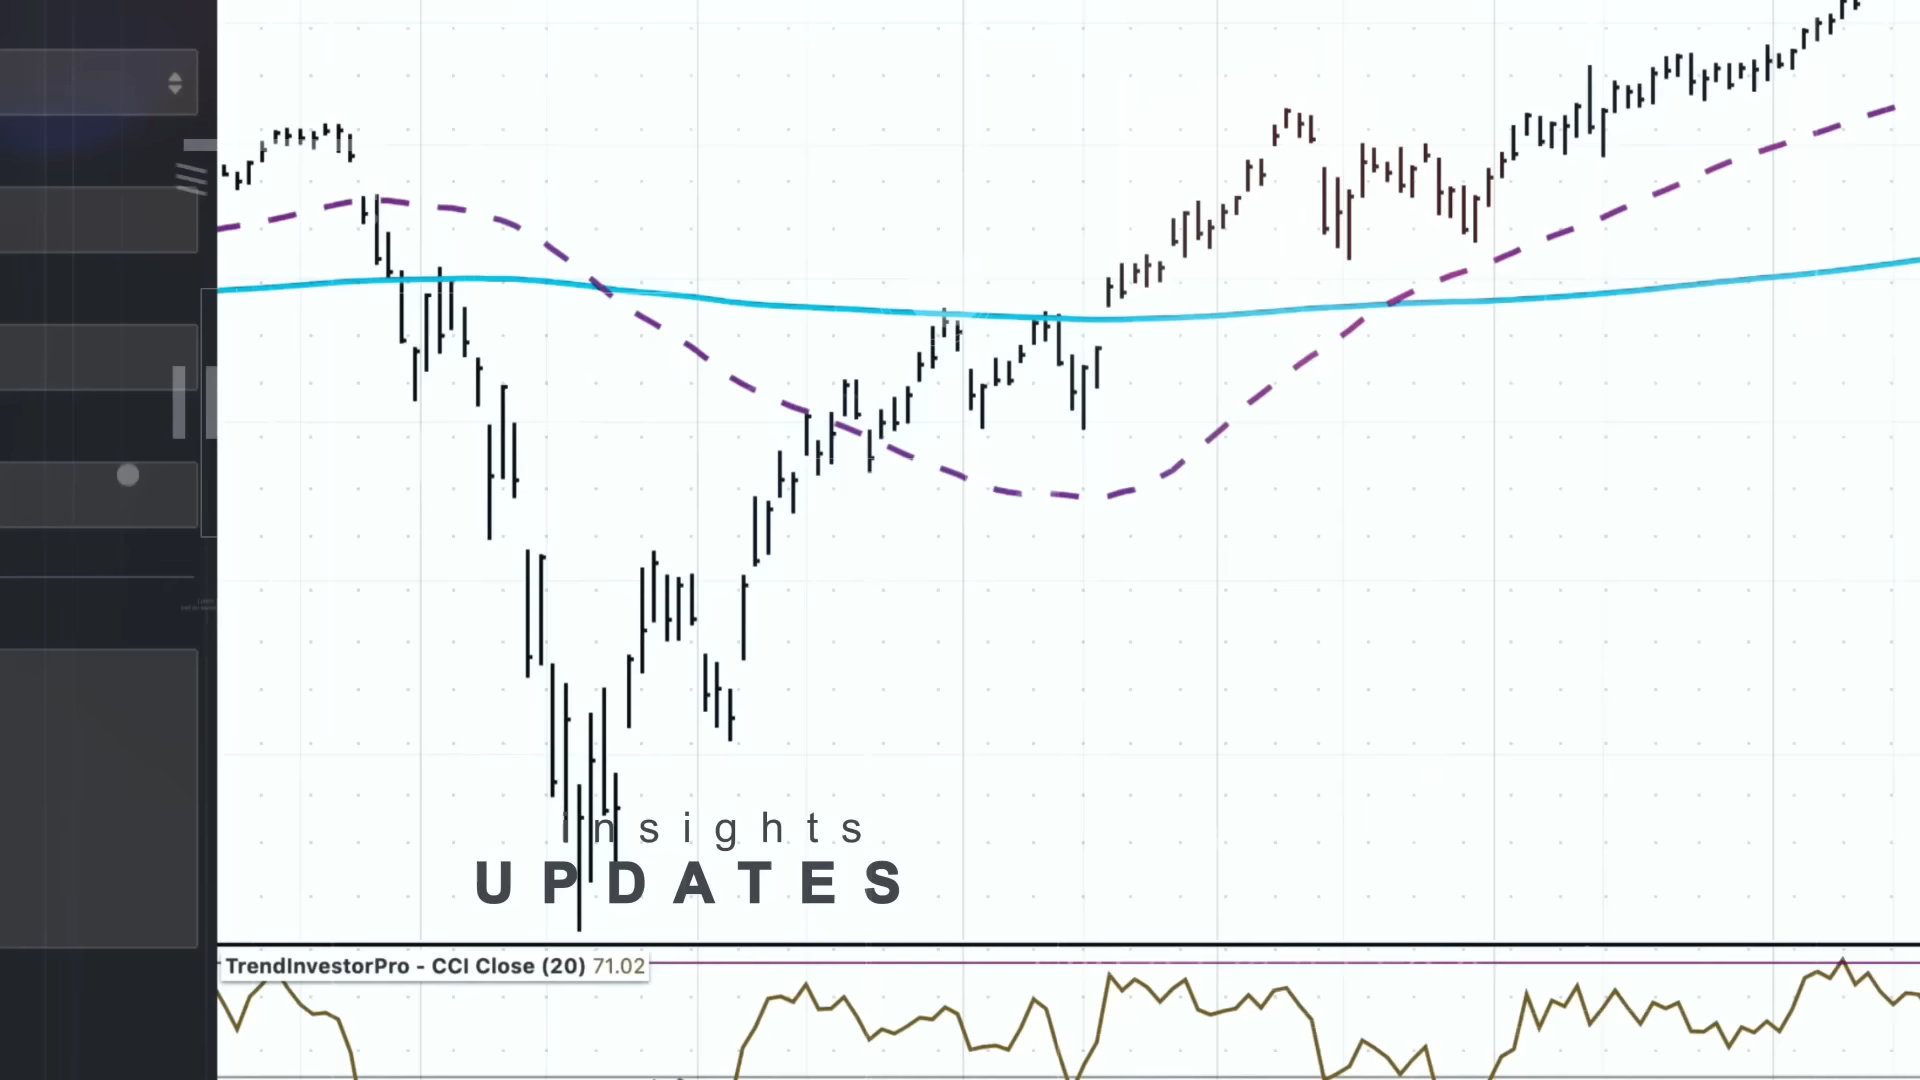 insights
UPDATES
TrendInvestorPro - CCI Close (20) 71.02